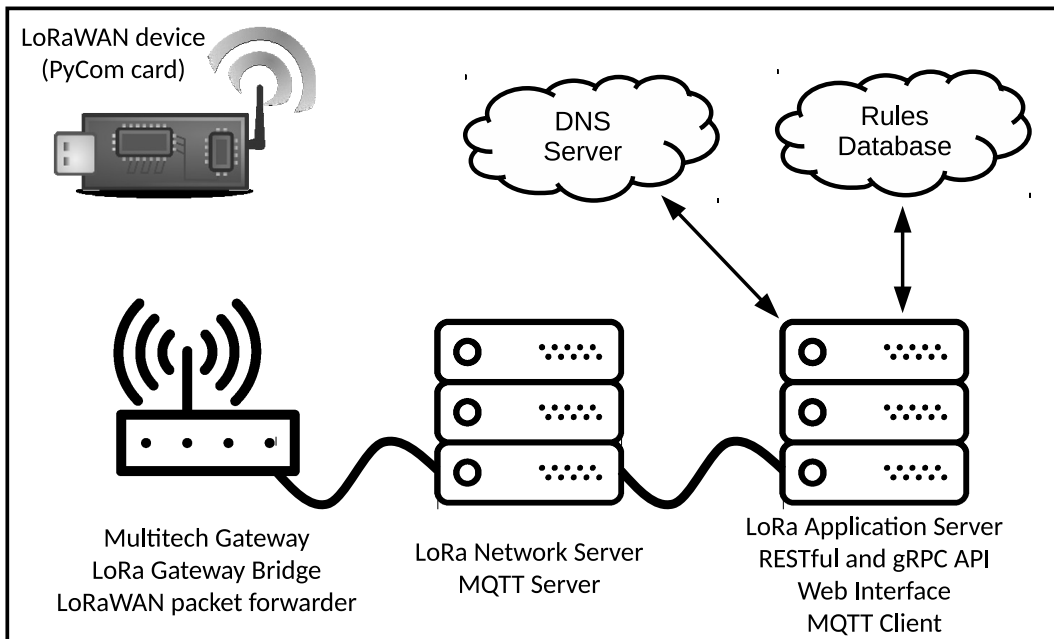 LoRaWAN device
(PyCom card)
DNS
Server
Rules
Database
Multitech Gateway
LoRa Gateway Bridge
LoRaWAN packet forwarder
LoRa Network Server
MQTT Server
LoRa Application Server
RESTful and gRPC API
Web Interface
MQTT Client